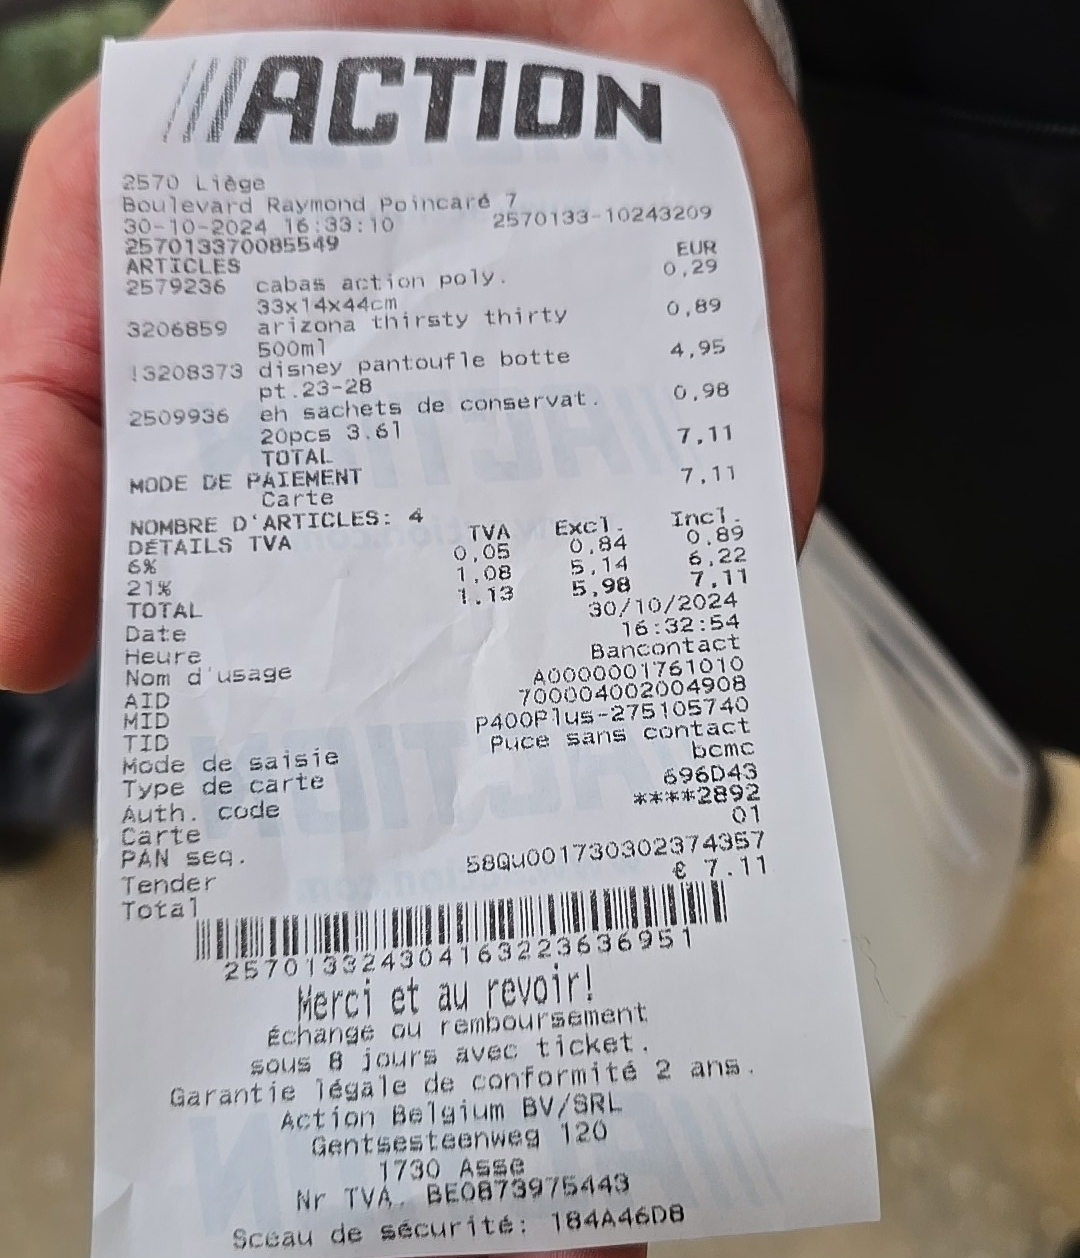 ///ACTION
2570 Liège
Boulevard Raymond Poincaré 7
30-10-2024 16:33:10 2570133-10243209
257013370085549
ARTICLES EUR
2579236 cabas action poly. 0,29
33x14x44cm
3206859 arizona thirsty thirty 0,89
500ml
!3208373 disney pantoufle botte 4,95
pt.23-28
2509936 eh sachets de conservat. 0,98
20pcs 3.6l
TOTAL 7,11
MODE DE PAIEMENT
Carte 7,11
NOMBRE D'ARTICLES: 4
DÉTAILS TVA TVA Excl. Incl.
6% 0,05 0,84 0,89
21% 1,08 5,14 6,22
TOTAL 1,13 5,98 7,11
Date 30/10/2024
Heure 16:32:54
Nom d'usage Bancontact
AID A0000001761010
MID 700004002004908
TID P400Plus-275105740
Mode de saisie Puce sans contact
Type de carte bcmc
Auth. code 696D43
Carte ****2892
PAN seq. 01
Tender 58Qu001730302374357
Total € 7.11
2570133243041632236369​51
Merci et au revoir!
Échange ou remboursement
sous 8 jours avec ticket.
Garantie légale de conformité 2 ans.
Action Belgium BV/SRL
Gentsesteenweg 120
1730 Asse
Nr TVA. BE0873975443
Sceau de sécurité: 184A46D8